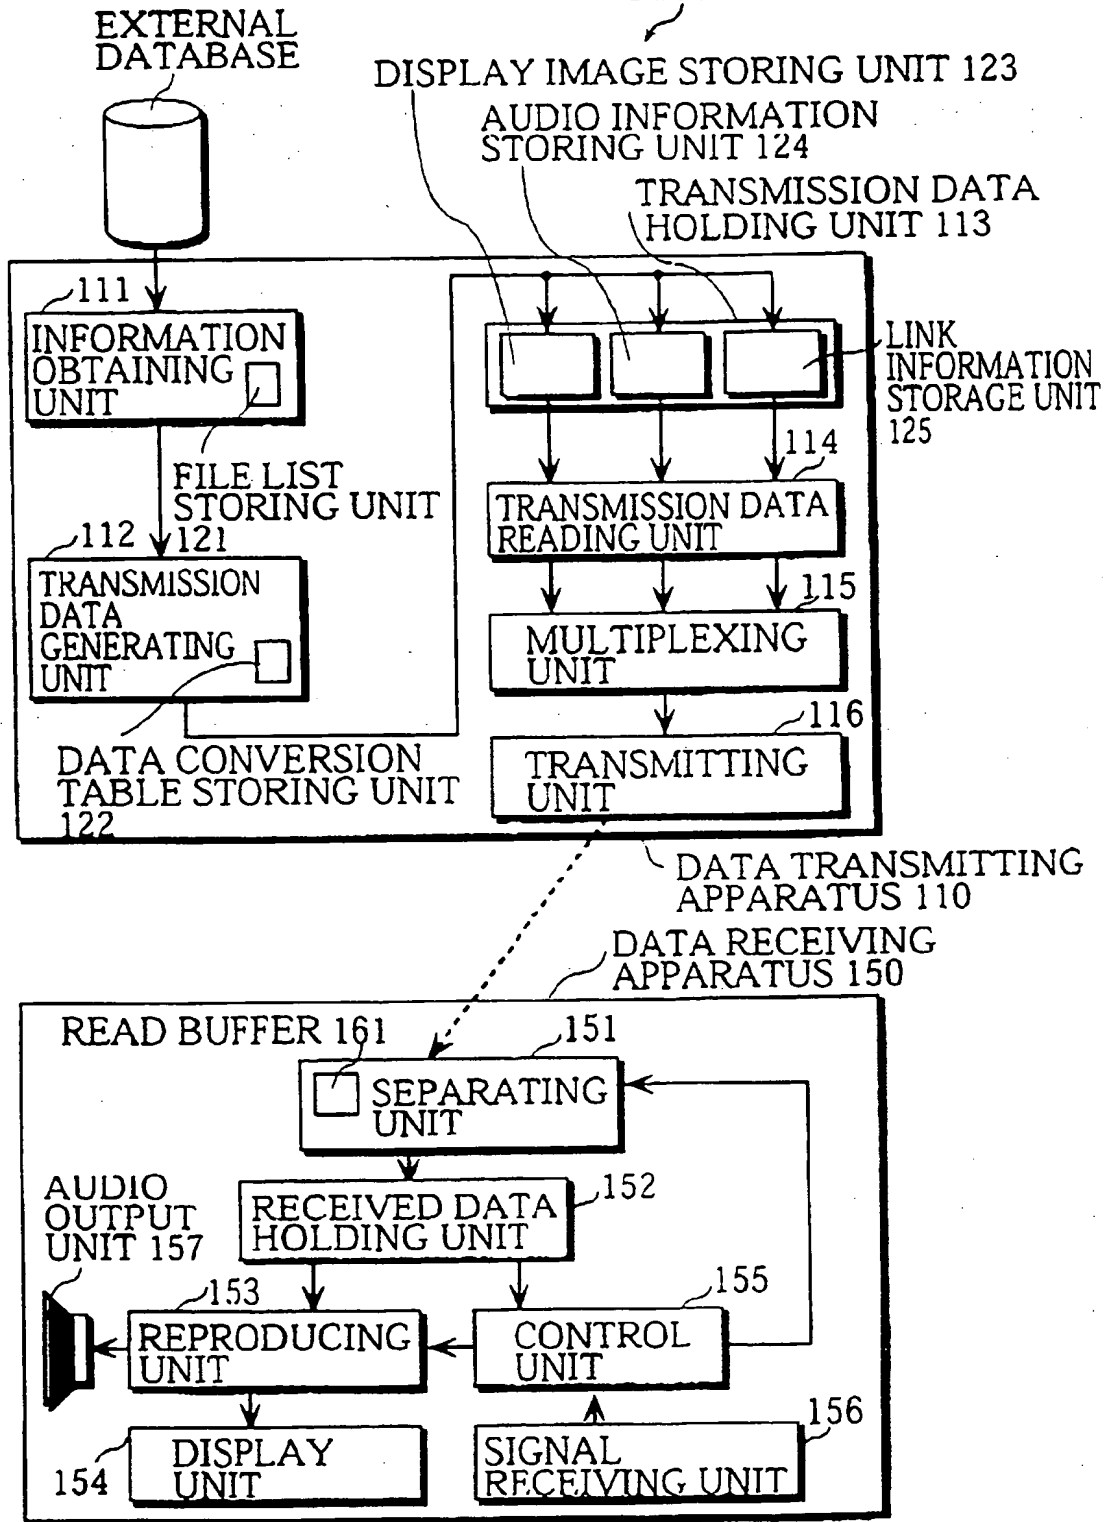 EXTERNAL
DATABASE
DISPLAY IMAGE STORING UNIT 123
AUDIO INFORMATION
STORING UNIT 124
TRANSMISSION DATA
HOLDING UNIT 113
111
INFORMATION
OBTAINING
UNIT
LINK
INFORMATION
STORAGE UNIT
125
FILE LIST
STORING UNIT
121
114
TRANSMISSION DATA
READING UNIT
112
TRANSMISSION
DATA
GENERATING
UNIT
115
MULTIPLEXING
UNIT
116
TRANSMITTING
UNIT
DATA CONVERSION
TABLE STORING UNIT
122
DATA TRANSMITTING
APPARATUS 110
DATA RECEIVING
APPARATUS 150
READ BUFFER 161
151
SEPARATING
UNIT
152
RECEIVED DATA
HOLDING UNIT
AUDIO
OUTPUT
UNIT 157
153
REPRODUCING
UNIT
155
CONTROL
UNIT
154
DISPLAY
UNIT
156
SIGNAL
RECEIVING UNIT